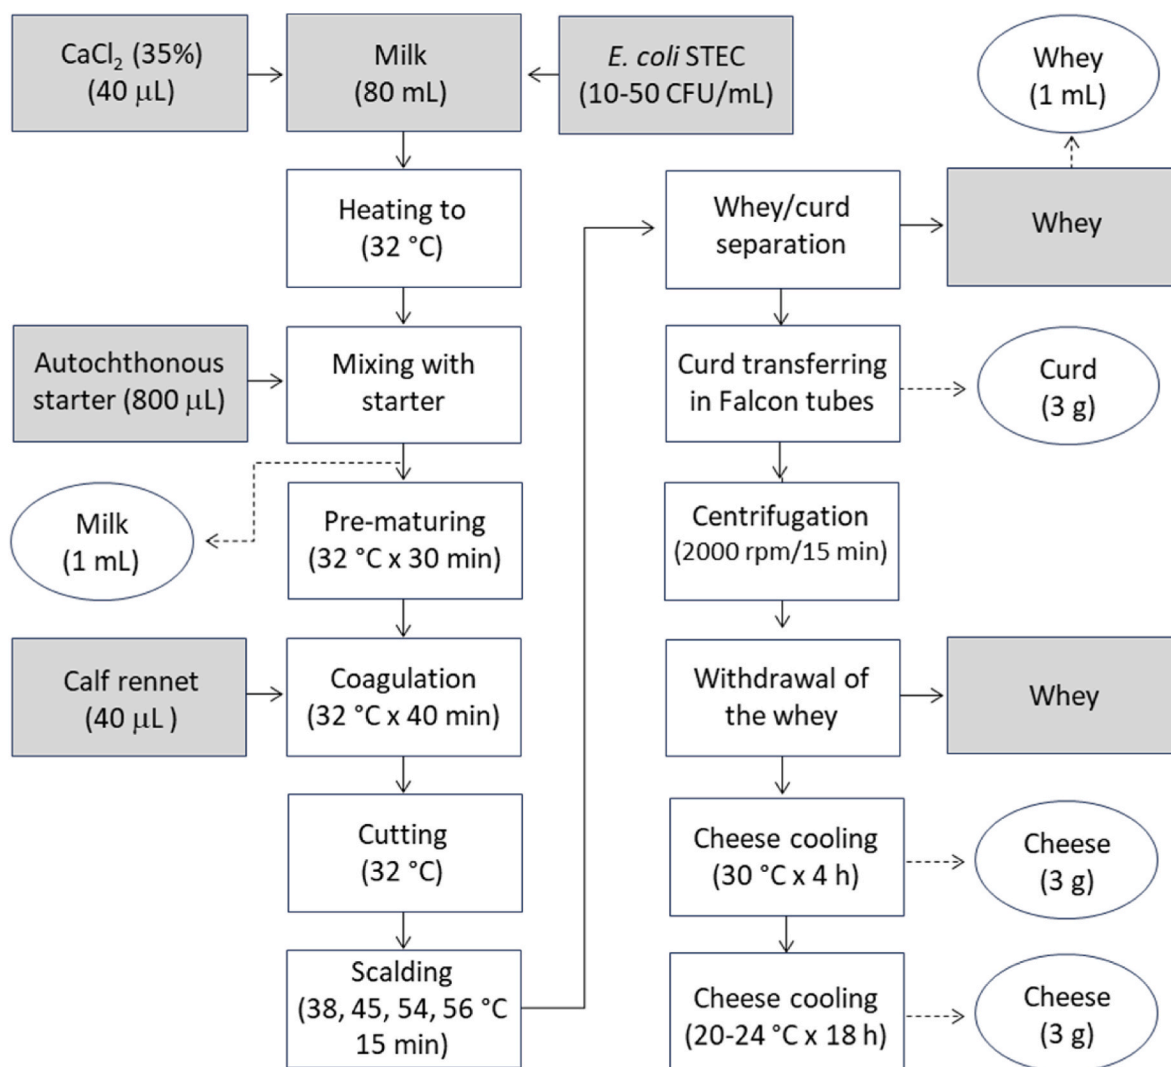 CaCl₂ (35%)
(40 μL)
Milk
(80 mL)
E. coli STEC
(10-50 CFU/mL)
Heating to
(32 °C)
Autochthonous
starter (800 μL)
Mixing with
starter
Milk
(1 mL)
Pre-maturing
(32 °C x 30 min)
Calf rennet
(40 μL )
Coagulation
(32 °C x 40 min)
Cutting
(32 °C)
Scalding
(38, 45, 54, 56 °C
15 min)
Whey/curd
separation
Whey
Whey
(1 mL)
Curd transferring
in Falcon tubes
Curd
(3 g)
Centrifugation
(2000 rpm/15 min)
Withdrawal of
the whey
Whey
Cheese cooling
(30 °C x 4 h)
Cheese
(3 g)
Cheese cooling
(20-24 °C x 18 h)
Cheese
(3 g)